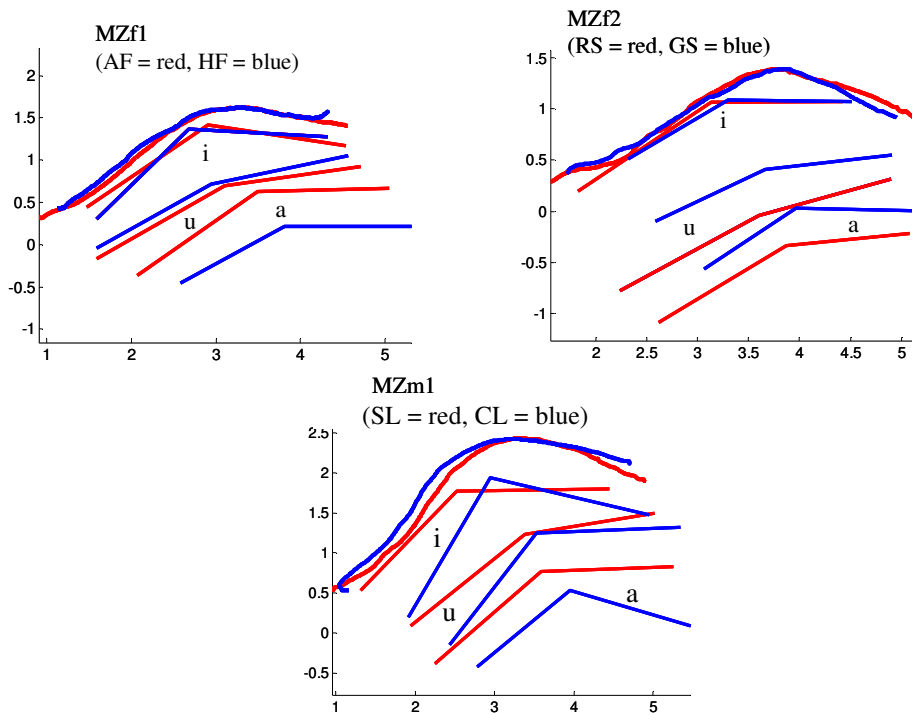 MZf1
(AF = red, HF = blue)
2
1.5
1
0.5
0
-0.5
-1
i
u
a
1
2
3
4
5
MZf2
(RS = red, GS = blue)
1.5
1
0.5
0
-0.5
-1
i
u
a
2
2.5
3
3.5
4
4.5
5
MZm1
(SL = red, CL = blue)
2.5
2
1.5
1
0.5
0
-0.5
i
u
a
1
2
3
4
5